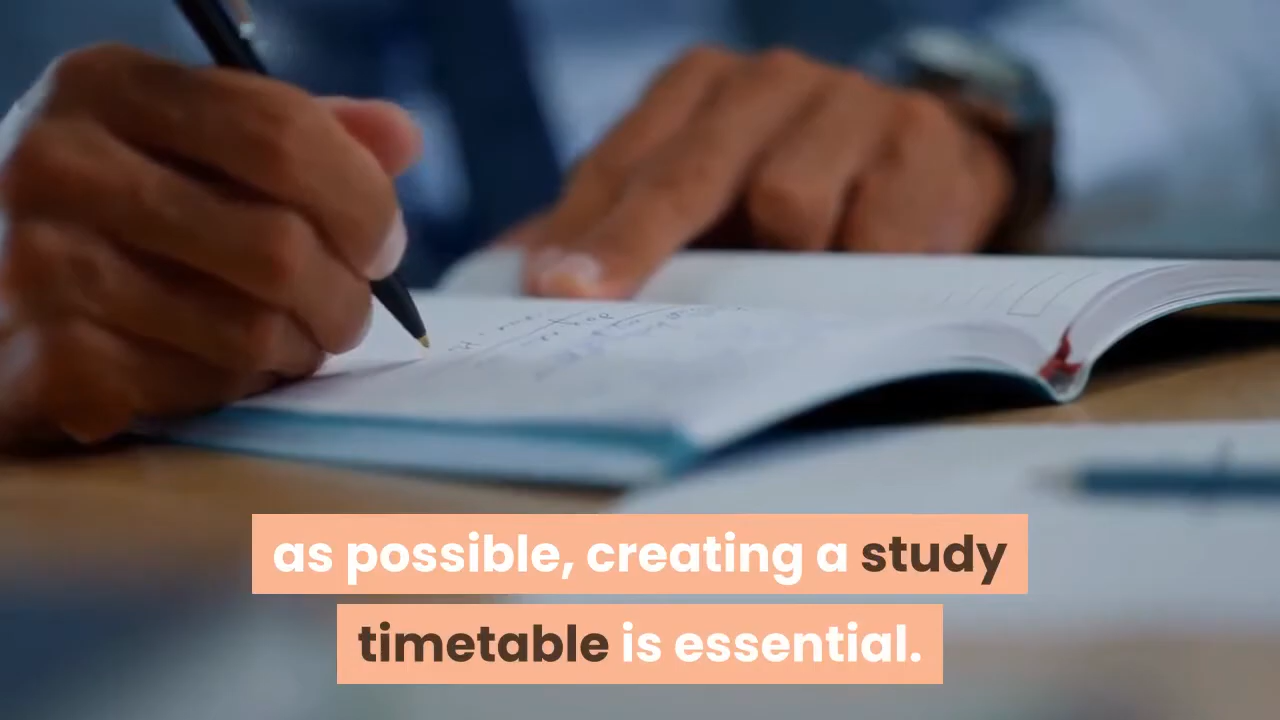 as possible, creating a study
timetable is essential.